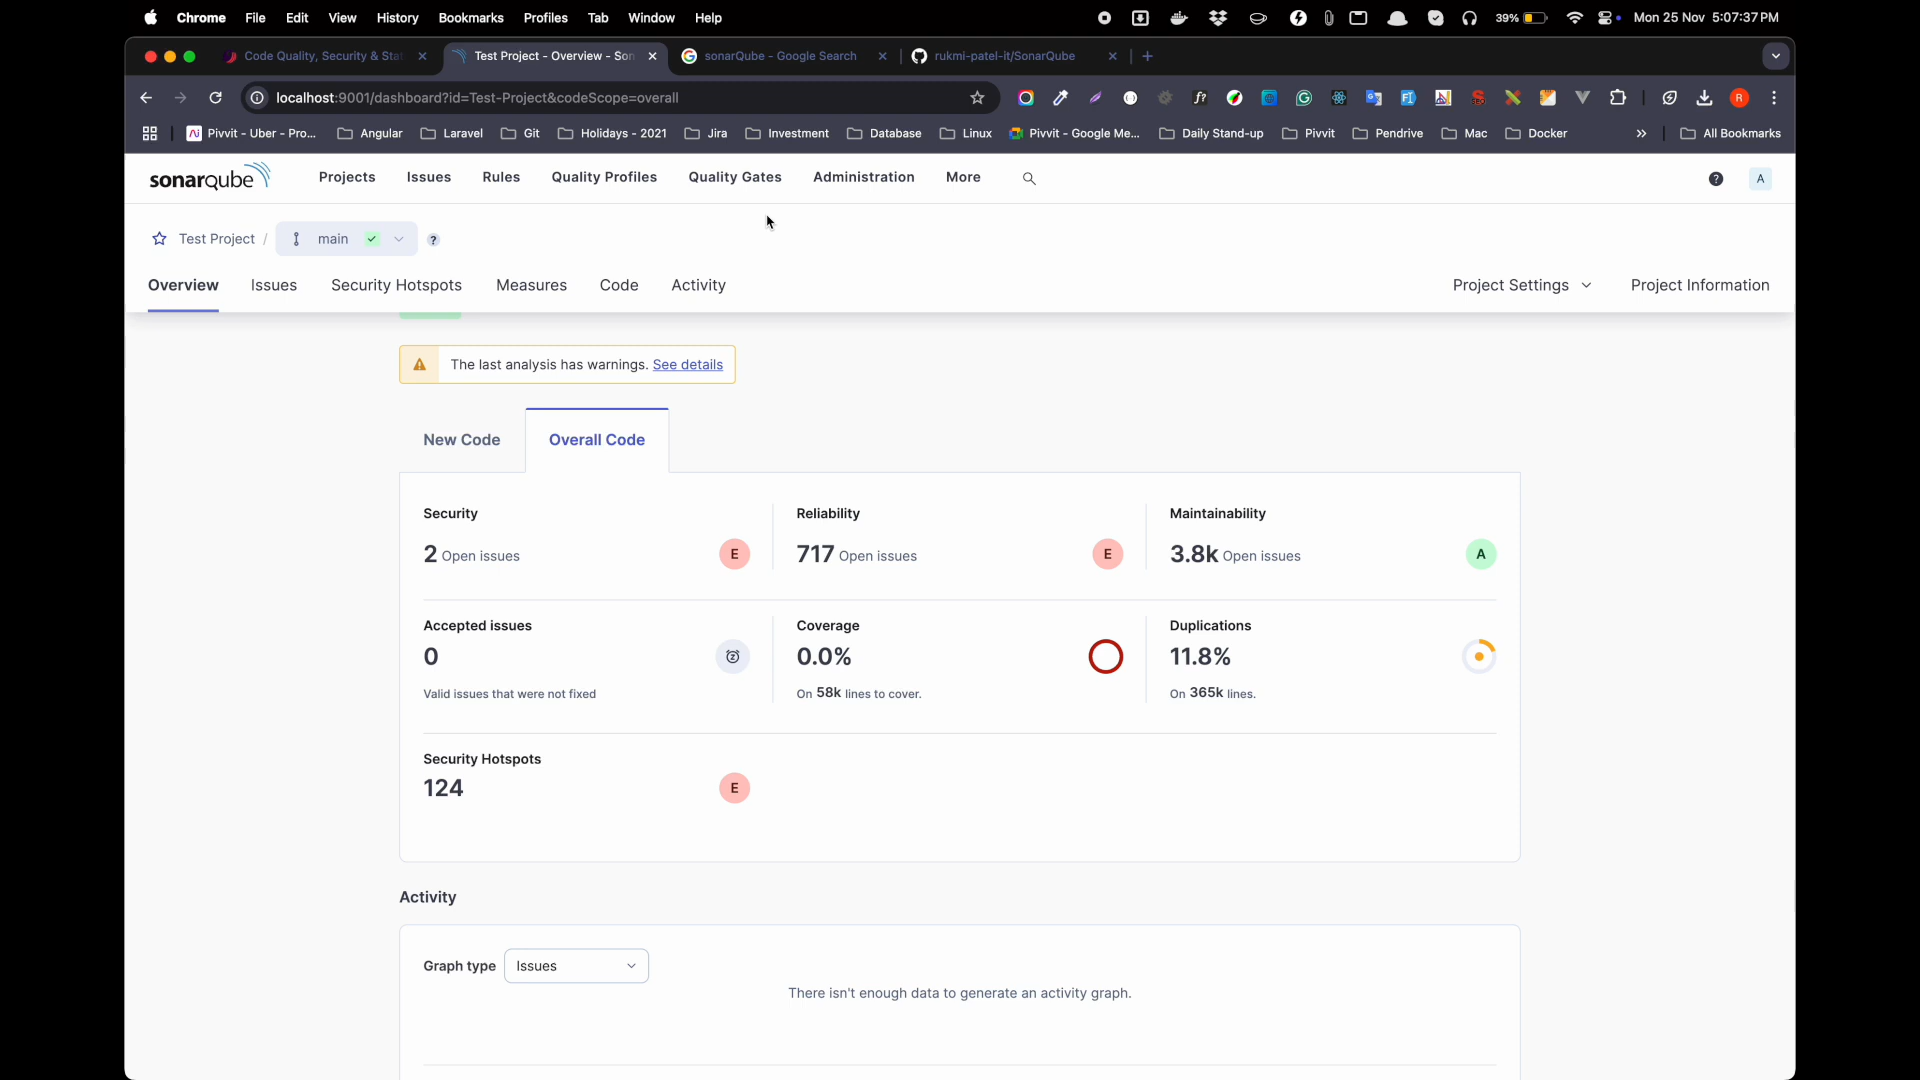 Chrome File Edit View History Bookmarks Profiles Tab Window Help 39% Mon 25 Nov 5:07:37 PM
Code Quality, Security & Stat Test Project - Overview - Son sonarQube - Google Search rukmi-patel-it/SonarQube
localhost:9001/dashboard?id=Test-Project&codeScope=overall R
Pivvit - Uber - Pro... Angular Laravel Git Holidays - 2021 Jira Investment Database Linux Pivvit - Google Me... Daily Stand-up Pivvit Pendrive Mac Docker » All Bookmarks
sonarqube Projects Issues Rules Quality Profiles Quality Gates Administration More ? A
Test Project / main ?
Overview Issues Security Hotspots Measures Code Activity Project Settings Project Information
The last analysis has warnings. See details
New Code Overall Code
Security Reliability Maintainability
2 Open issues E 717 Open issues E 3.8k Open issues A
Accepted issues Coverage Duplications
0 0.0% 11.8%
Valid issues that were not fixed On 58k lines to cover. On 365k lines.
Security Hotspots
124 E
Activity
Graph type Issues
There isn't enough data to generate an activity graph.